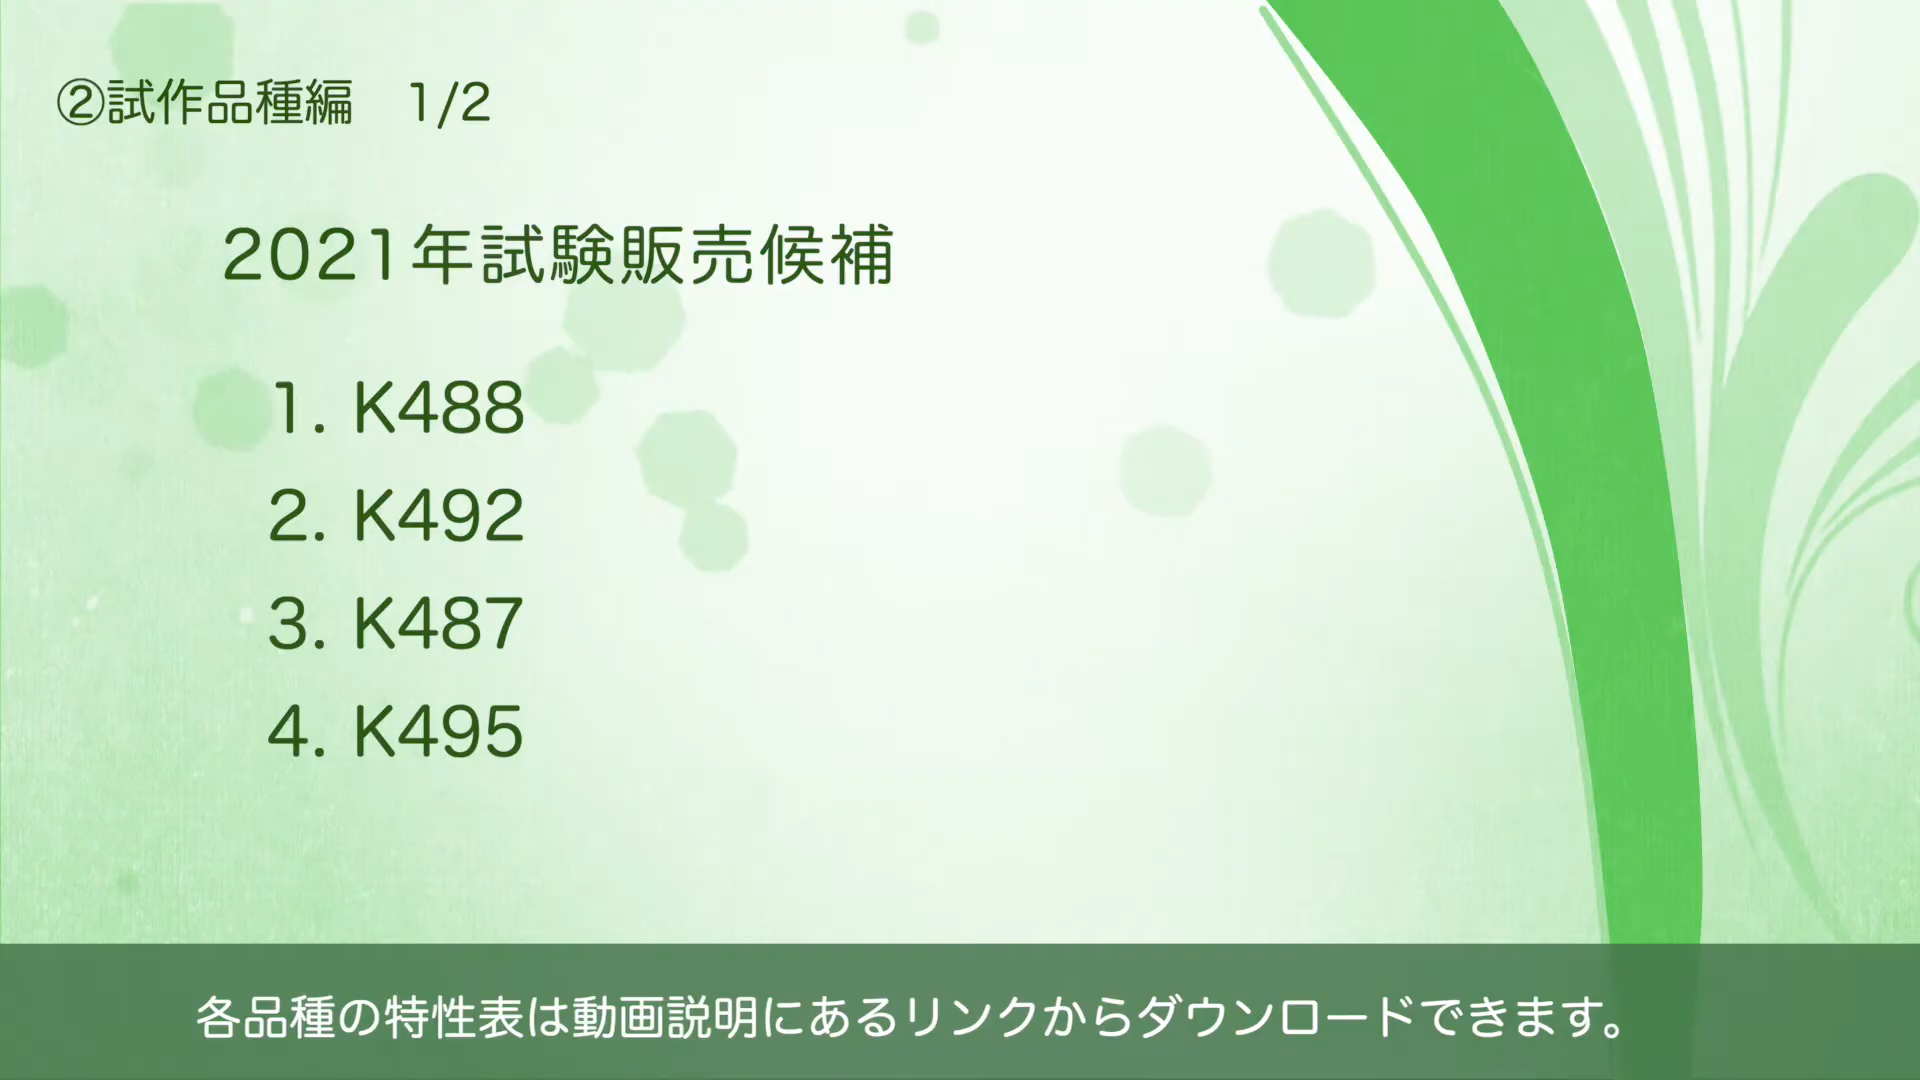 ②試作品種編　1/2
2021年試験販売候補
1. K488
2. K492
3. K487
4. K495
各品種の特性表は動画説明にあるリンクからダウンロードできます。